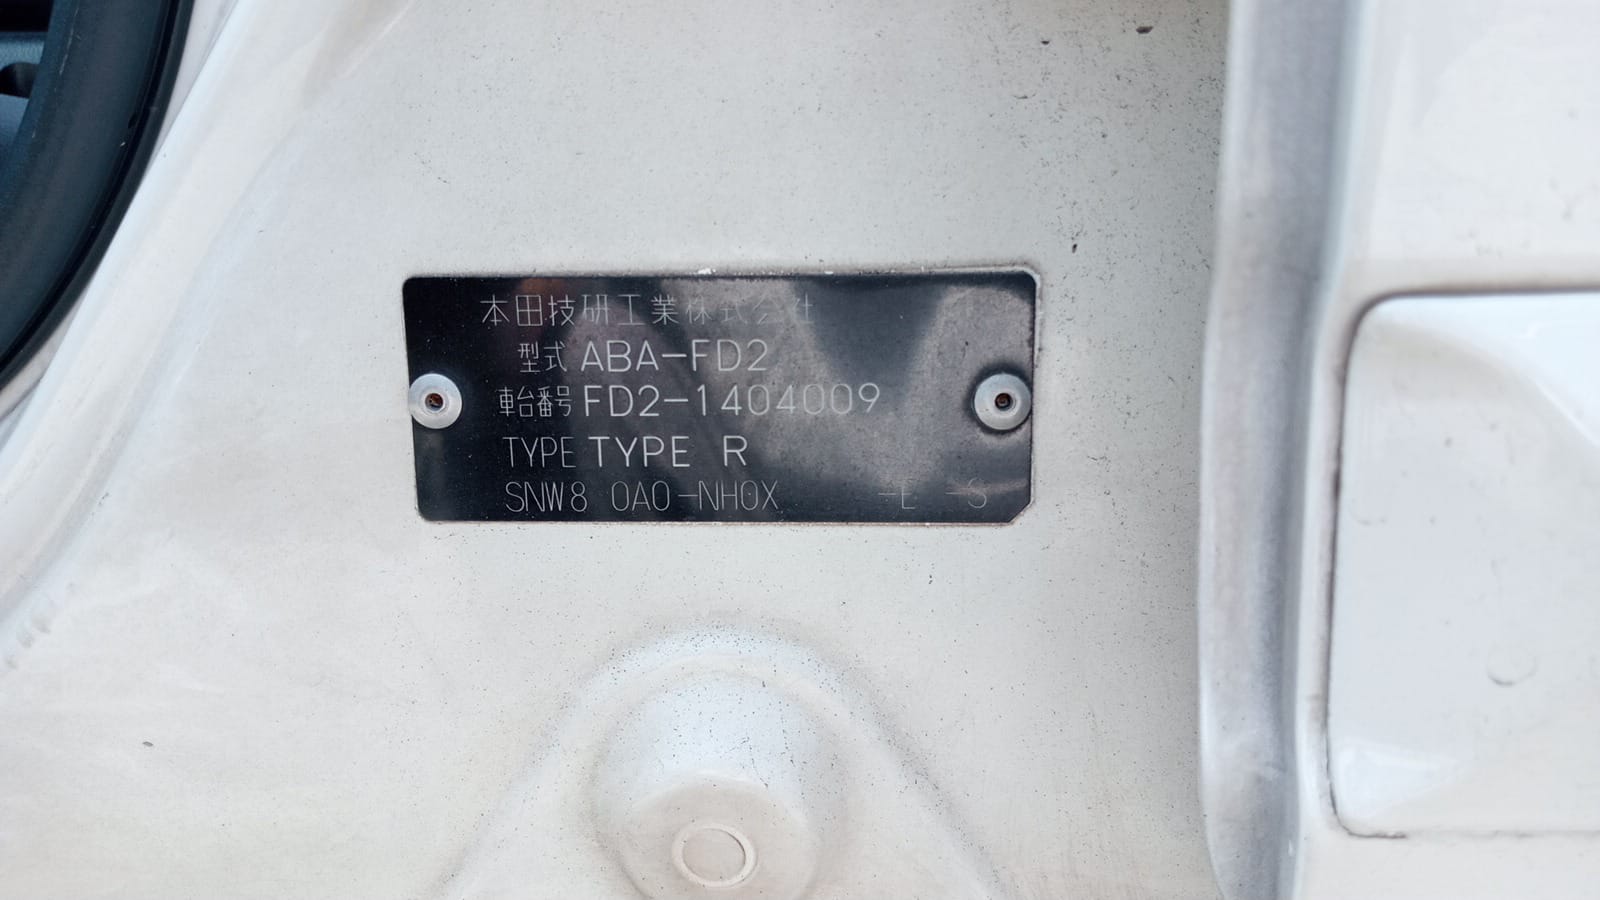 本田技研工業株式会社
型式 ABA-FD2
車台番号 FD2-1404009
TYPE TYPE R
SNW8 0A0-NH0X -E -S